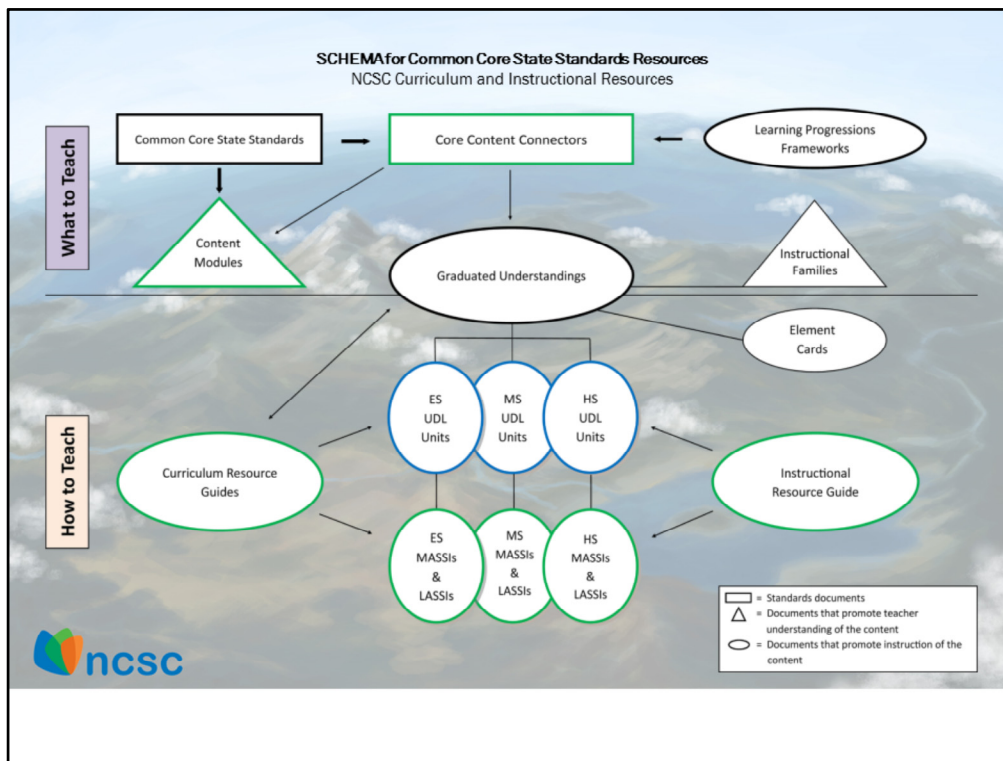 SCHEMA for Common Core State Standards Resources
NCSC Curriculum and Instructional Resources
What to Teach
Common Core State Standards
Core Content Connectors
Learning Progressions
Frameworks
Content
Modules
Graduated Understandings
Instructional
Families
Element
Cards
How to Teach
ES
UDL
Units
MS
UDL
Units
HS
UDL
Units
Curriculum Resource
Guides
Instructional
Resource Guide
ES
MASSIs
&
LASSIs
MS
MASSIs
&
LASSIs
HS
MASSIs
&
LASSIs
= Standards documents
= Documents that promote teacher
understanding of the content
= Documents that promote instruction of the
content
ncsc